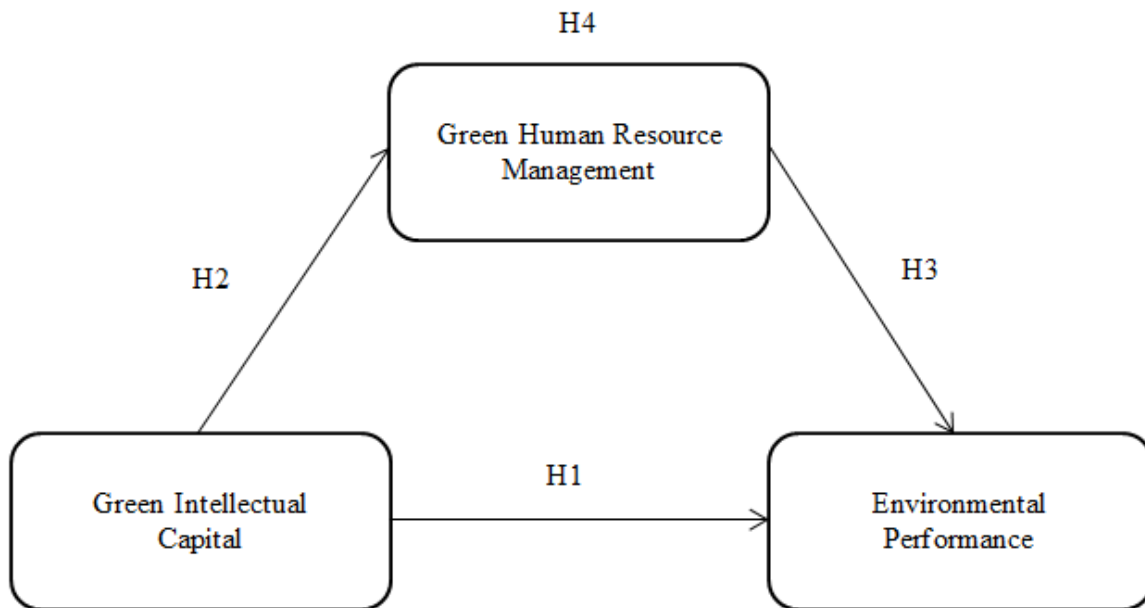 H4
Green Human Resource
Management
H2
H3
H1
Green Intellectual
Capital
Environmental
Performance